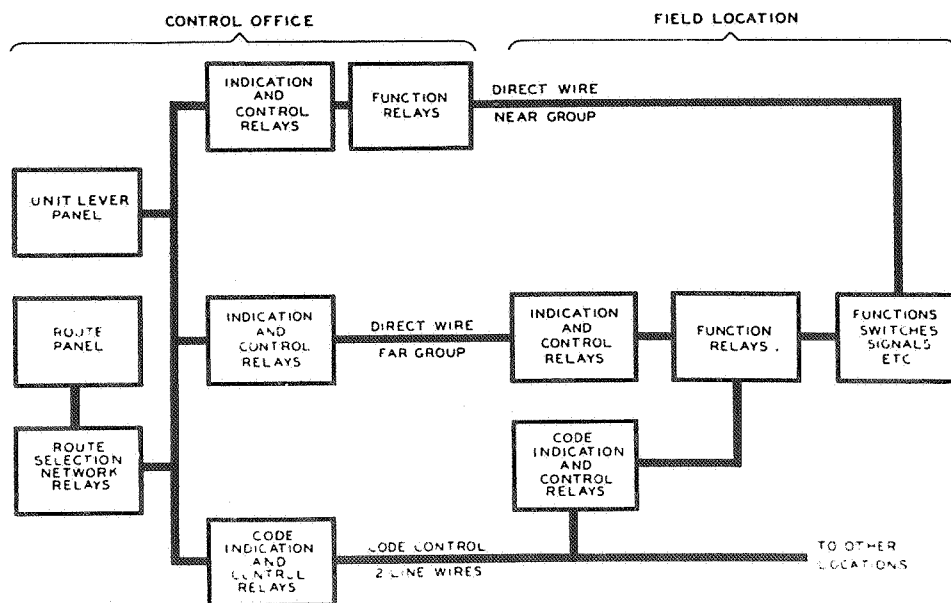 CONTROL OFFICE
FIELD LOCATION
INDICATION
AND
CONTROL
RELAYS
FUNCTION
RELAYS
DIRECT WIRE
NEAR GROUP
UNIT LEVER
PANEL
ROUTE
PANEL
INDICATION
AND
CONTROL
RELAYS
DIRECT WIRE
FAR GROUP
INDICATION
AND
CONTROL
RELAYS
FUNCTION
RELAYS
FUNCTIONS
SWITCHES
SIGNALS
ETC
ROUTE
SELECTION
NETWORK
RELAYS
CODE
INDICATION
AND
CONTROL
RELAYS
CODE
INDICATION
AND
CONTROL
RELAYS
CODE CONTROL
2 LINE WIRES
TO OTHER
LOCATIONS